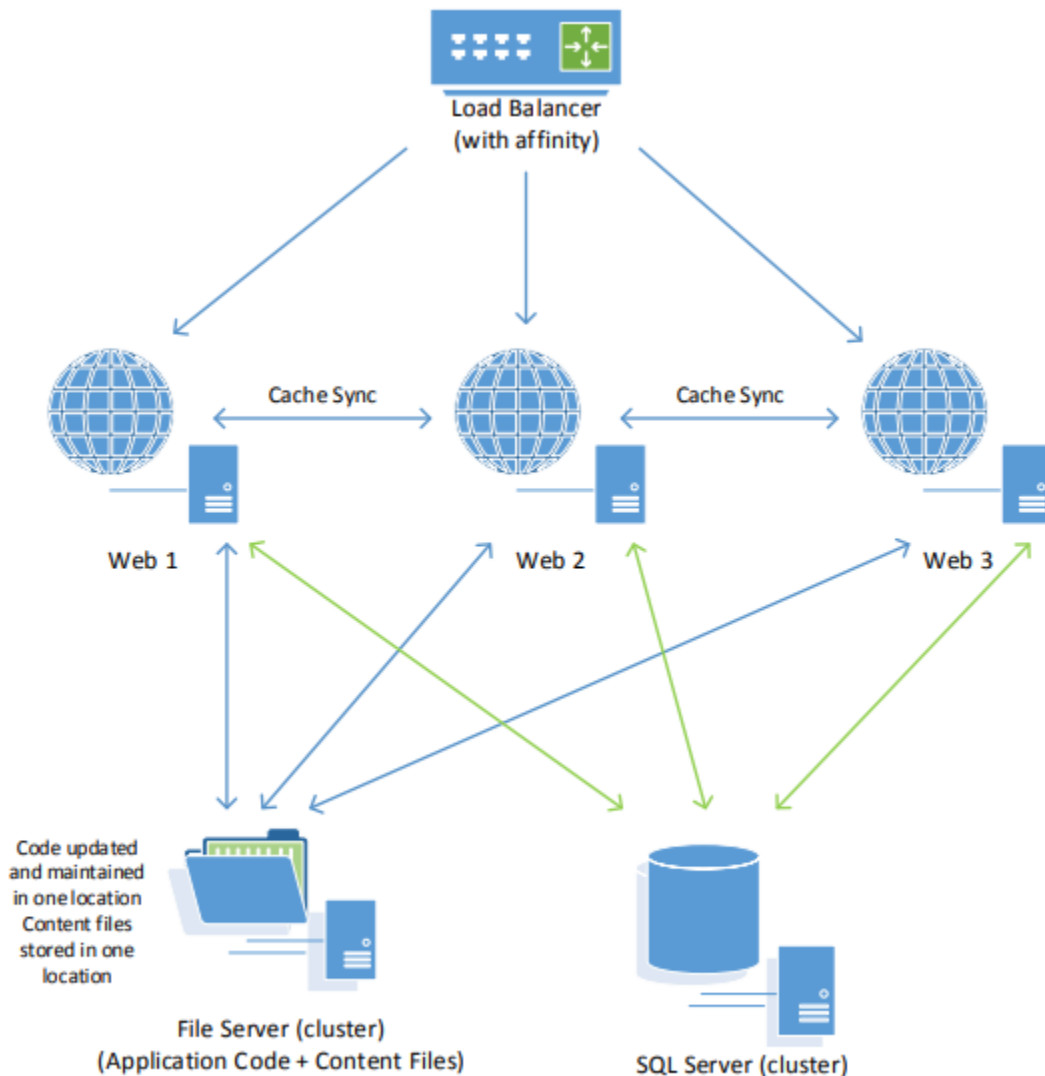 Load Balancer
(with affinity)
Cache Sync
Cache Sync
Web 1
Web 2
Web 3
Code updated
and maintained
in one location
Content files
stored in one
location
File Server (cluster)
(Application Code + Content Files)
SQL Server (cluster)